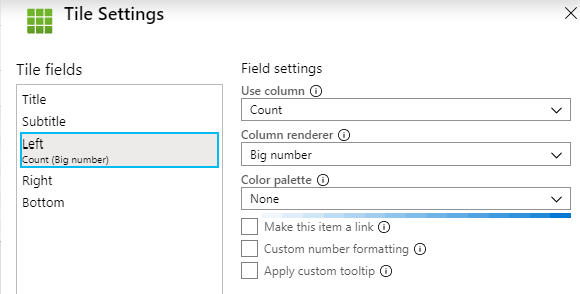 Tile Settings
Tile fields
Title
Subtitle
Left
Count (Big number)
Right
Bottom
Field settings
Use column
Count
Column renderer
Big number
Color palette
None
Make this item a link
Custom number formatting
Apply custom tooltip